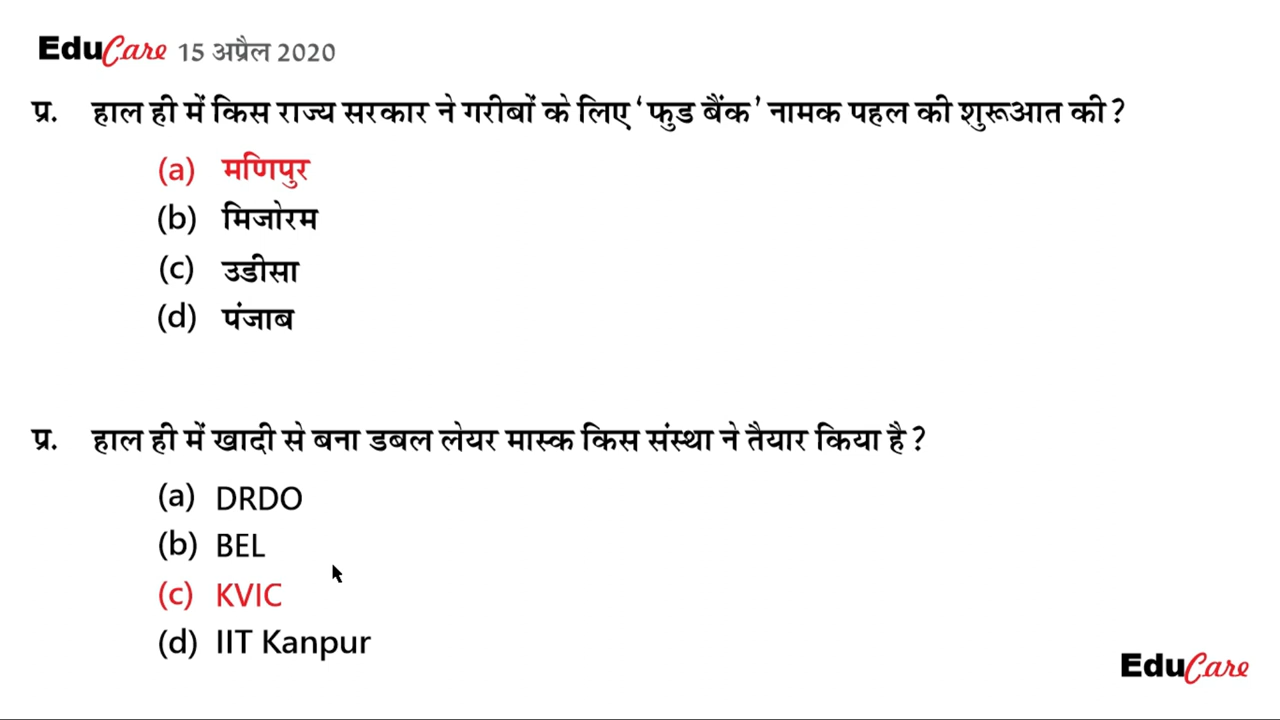 EduCare 15 अप्रैल 2020
प्र. हाल ही में किस राज्य सरकार ने गरीबों के लिए ‘फुड बैंक’ नामक पहल की शुरूआत की?
(a) मणिपुर
(b) मिजोरम
(c) उडीसा
(d) पंजाब
प्र. हाल ही में खादी से बना डबल लेयर मास्क किस संस्था ने तैयार किया है?
(a) DRDO
(b) BEL
(c) KVIC
(d) IIT Kanpur
EduCare